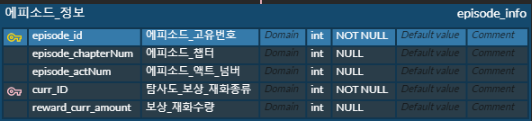 에피소드_정보 episode_info
episode_id 에피소드_고유번호 Domain int NOT NULL Default value Comment
episode_chapterNum 에피소드_챕터 Domain int NULL Default value Comment
episode_actNum 에피소드_액트_넘버 Domain int NULL Default value Comment
curr_ID 탐사도_보상_재화종류 Domain int NOT NULL Default value Comment
reward_curr_amount 보상_재화수량 Domain int NULL Default value Comment